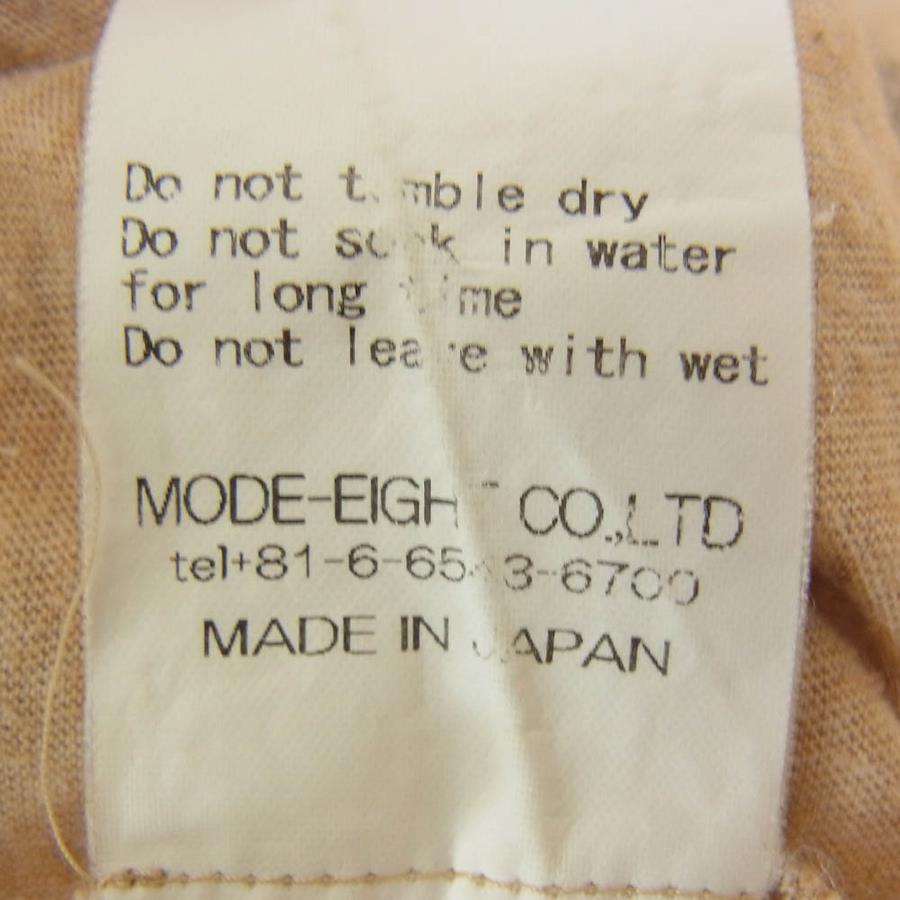 Do not tumble dry
Do not soak in water
for long time
Do not leave with wet
MODE-EIGHT CO.,LTD
MADE IN JAPAN